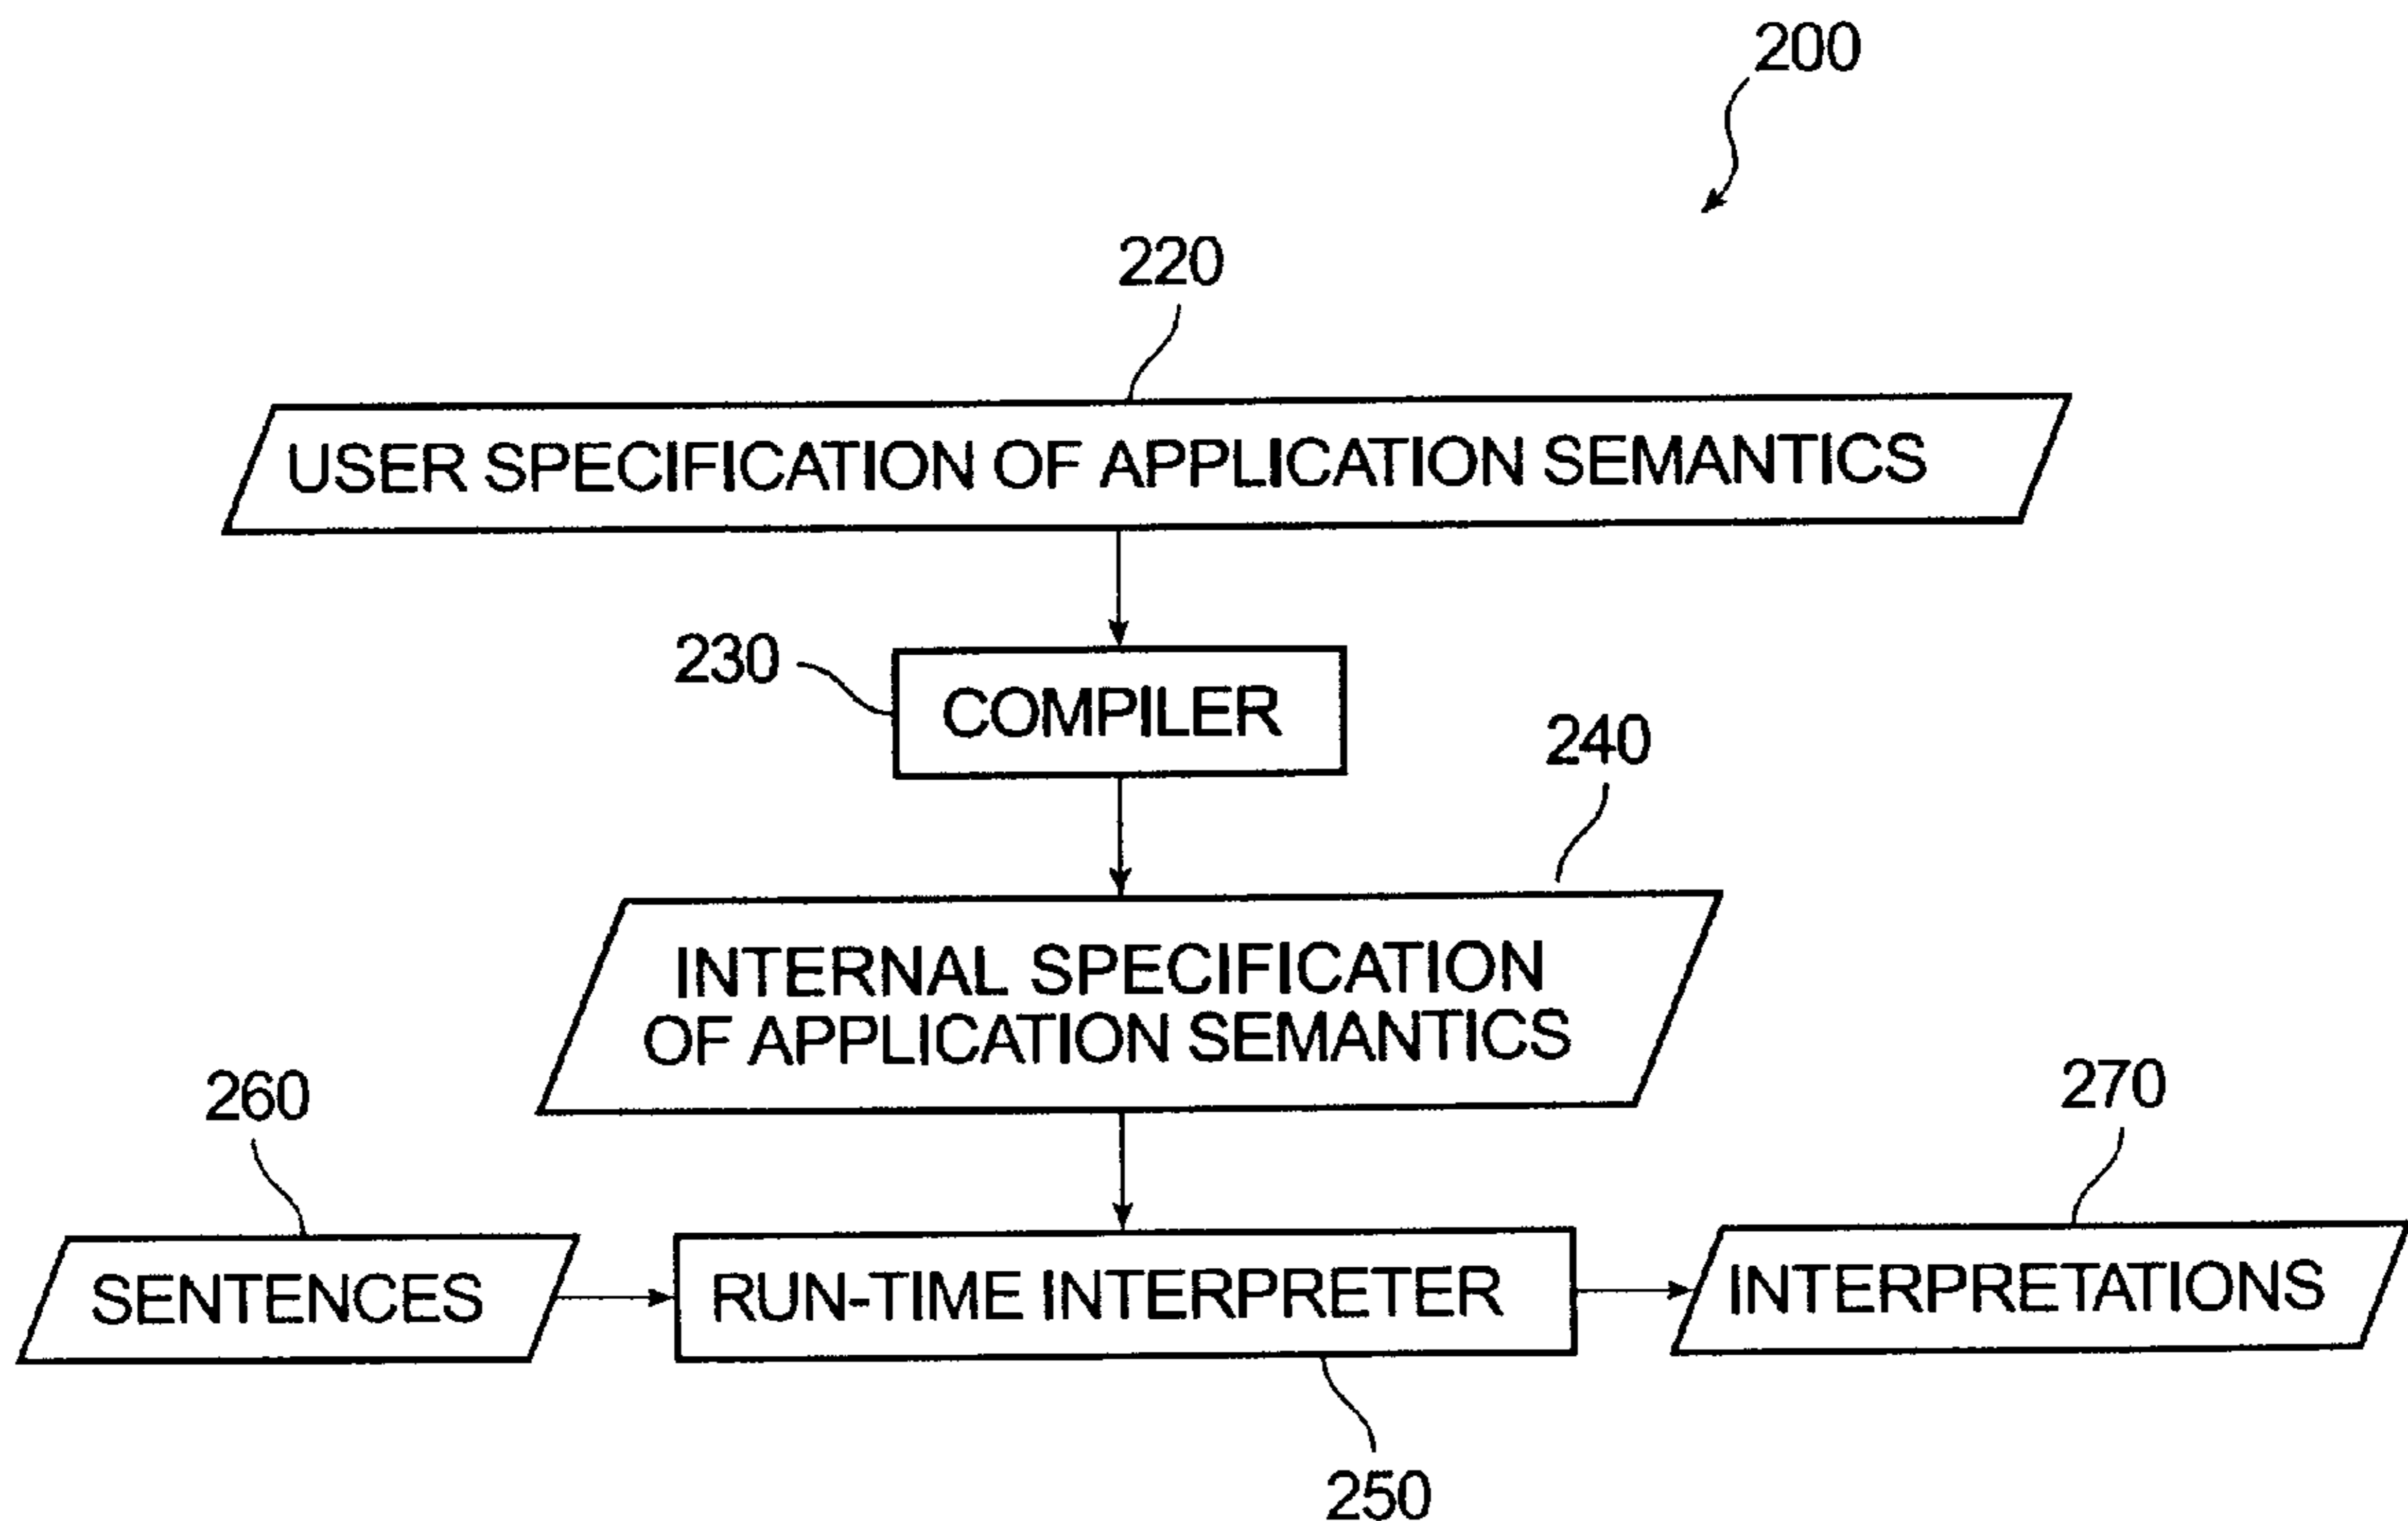 200
220
USER SPECIFICATION OF APPLICATION SEMANTICS
230
COMPILER
240
INTERNAL SPECIFICATION
OF APPLICATION SEMANTICS
260
270
SENTENCES
RUN-TIME INTERPRETER
INTERPRETATIONS
250